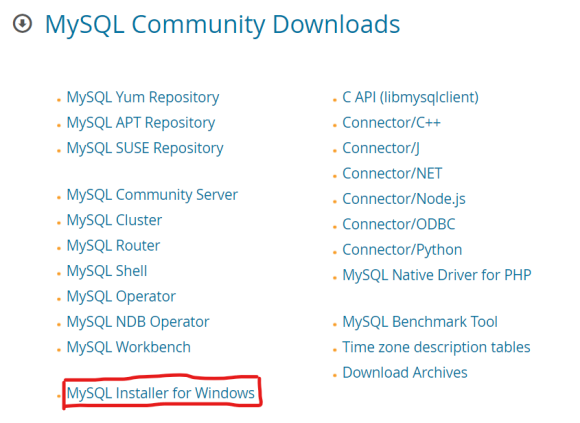 MySQL Community Downloads
MySQL Yum Repository
MySQL APT Repository
MySQL SUSE Repository
MySQL Community Server
MySQL Cluster
MySQL Router
MySQL Shell
MySQL Operator
MySQL NDB Operator
MySQL Workbench
MySQL Installer for Windows
C API (libmysqlclient)
Connector/C++
Connector/J
Connector/NET
Connector/Node.js
Connector/ODBC
Connector/Python
MySQL Native Driver for PHP
MySQL Benchmark Tool
Time zone description tables
Download Archives